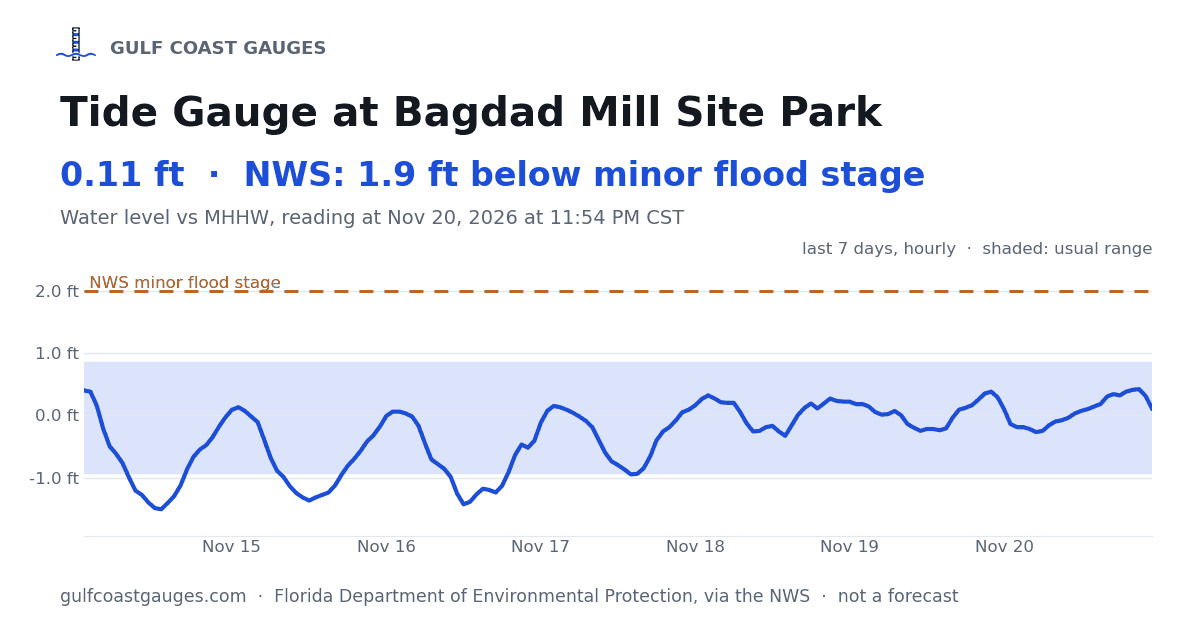 GULF COAST GAUGES
Tide Gauge at Bagdad Mill Site Park
0.11 ft · NWS: 1.9 ft below minor flood stage
Water level vs MHHW, reading at Nov 20, 2026 at 11:54 PM CST
last 7 days, hourly · shaded: usual range
NWS minor flood stage
2.0 ft
1.0 ft
0.0 ft
-1.0 ft
Nov 15 Nov 16 Nov 17 Nov 18 Nov 19 Nov 20
gulfcoastgauges.com · Florida Department of Environmental Protection, via the NWS · not a forecast